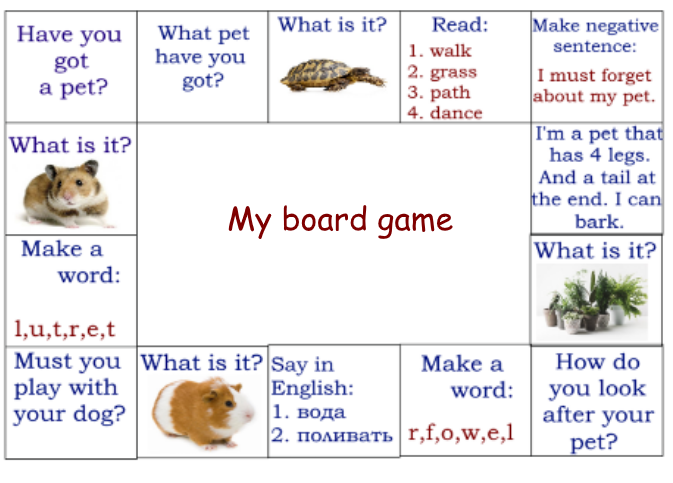 Have you
got
a pet?
What pet
have you
got?
What is it?
Read:
1. walk
2. grass
3. path
4. dance
Make negative
sentence:
I must forget
about my pet.
What is it?
My board game
I'm a pet that
has 4 legs.
And a tail at
the end. I can
bark.
Make a
word:
l,u,t,r,e,t
What is it?
Must you
play with
your dog?
What is it?
Say in
English:
1. вода
2. поливать
Make a
word:
r,f,o,w,e,l
How do
you look
after your
pet?